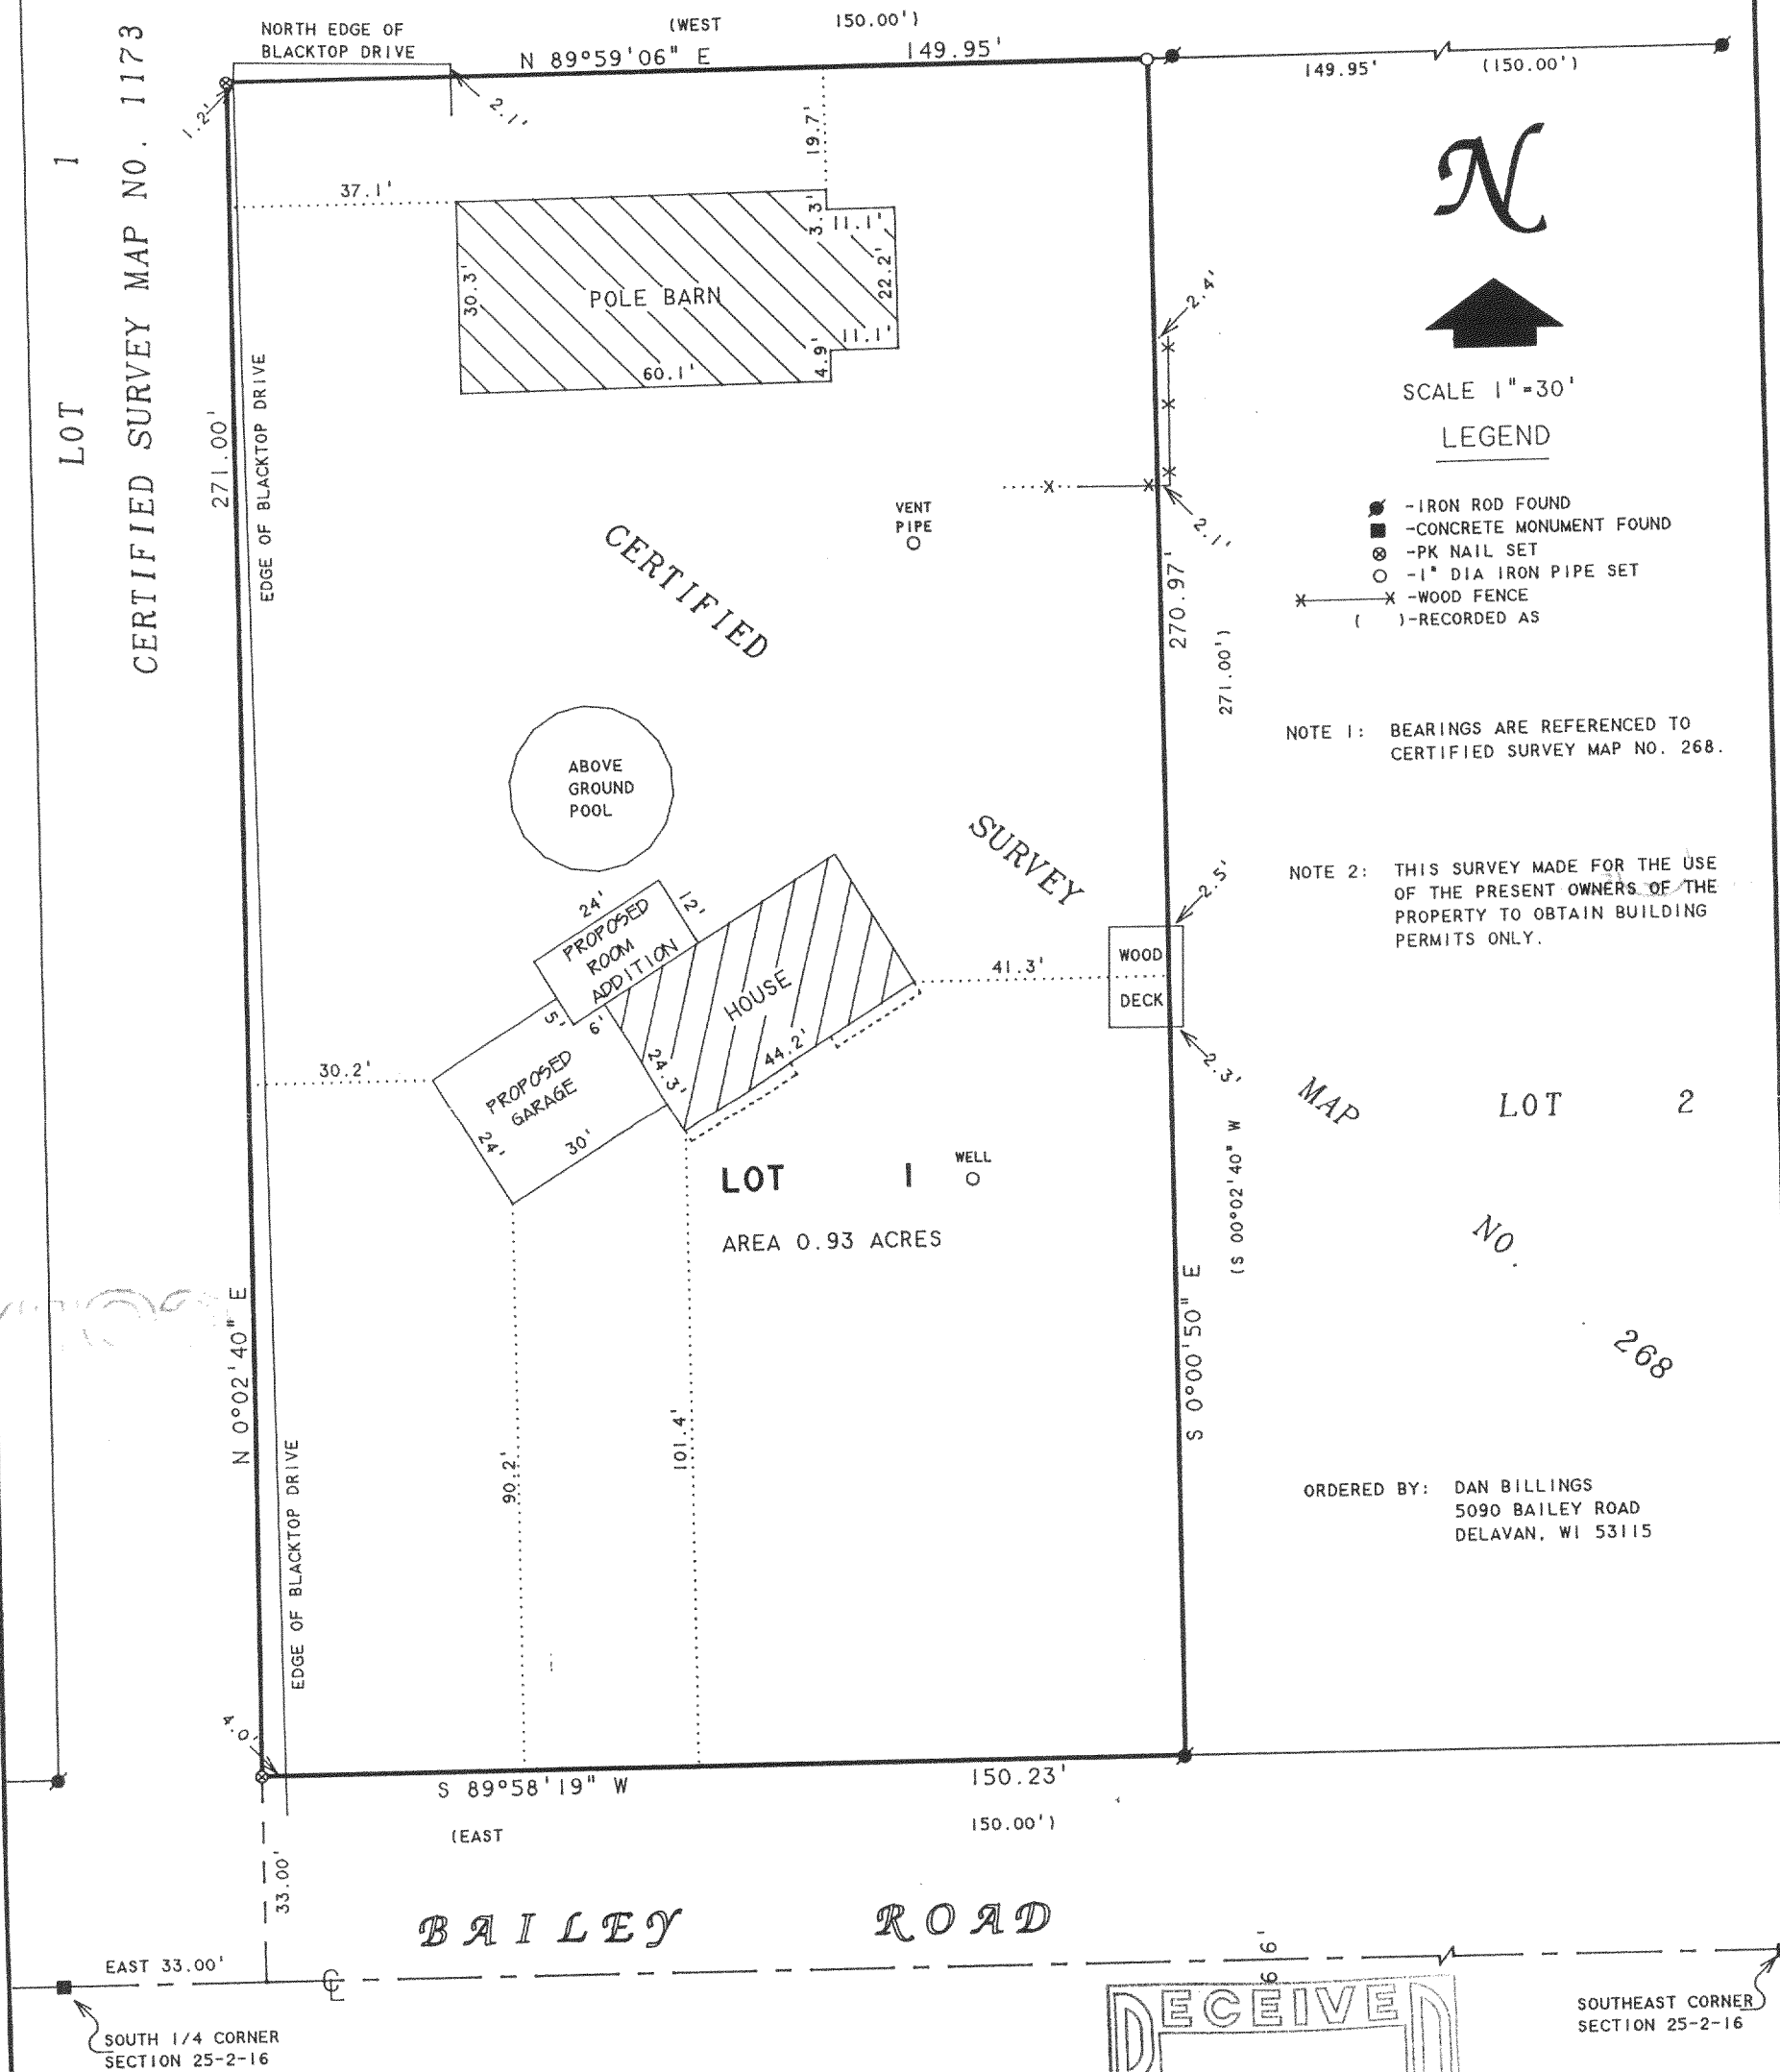 NORTH EDGE OF
BLACKTOP DRIVE
(WEST 150.00')
N 89°59'06" E 149.95'
149.95' (150.00')
1.2'
2.1'
LOT 1
CERTIFIED SURVEY MAP NO. 1173
19.7'
37.1'
3.3'
11.1'
22.2'
30.3'
POLE BARN
11.1'
4.9'
60.1'
N
2.4'
SCALE 1"=30'
LEGEND
-IRON ROD FOUND
-CONCRETE MONUMENT FOUND
-PK NAIL SET
-1" DIA IRON PIPE SET
X X -WOOD FENCE
( )-RECORDED AS
271.00'
EDGE OF BLACKTOP DRIVE
VENT
PIPE
2.1'
270.97'
271.00')
CERTIFIED
SURVEY
MAP
NO.
268
NOTE 1: BEARINGS ARE REFERENCED TO
CERTIFIED SURVEY MAP NO. 268.
ABOVE
GROUND
POOL
NOTE 2: THIS SURVEY MADE FOR THE USE
OF THE PRESENT OWNERS OF THE
PROPERTY TO OBTAIN BUILDING
PERMITS ONLY.
24'
12'
PROPOSED
ROOM
ADDITION
HOUSE
41.3'
WOOD
DECK
2.5'
2.3'
5'
6'
24.3'
44.2'
30.2'
PROPOSED
GARAGE
24'
30'
LOT 2
LOT 1
WELL
AREA 0.93 ACRES
(S 00°02'40" W
S 0°00'50" E
N 0°02'40" E
90.2'
101.4'
EDGE OF BLACKTOP DRIVE
ORDERED BY: DAN BILLINGS
5090 BAILEY ROAD
DELAVAN, WI 53115
4.0'
S 89°58'19" W 150.23'
(EAST 150.00')
33.00'
BAILEY ROAD
EAST 33.00'
CL
66'
SOUTH 1/4 CORNER
SECTION 25-2-16
SOUTHEAST CORNER
SECTION 25-2-16
DECEIVEN